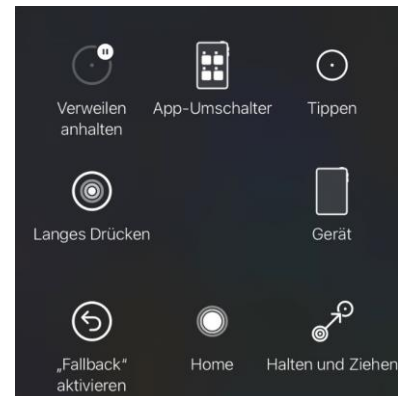 Verweilen
anhalten
App-Umschalter
Tippen
Langes Drücken
Gerät
„Fallback“
aktivieren
Home
Halten und Ziehen